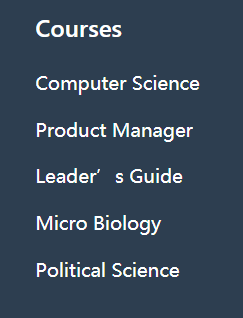 Courses
Computer Science
Product Manager
Leader’s Guide
Micro Biology
Political Science